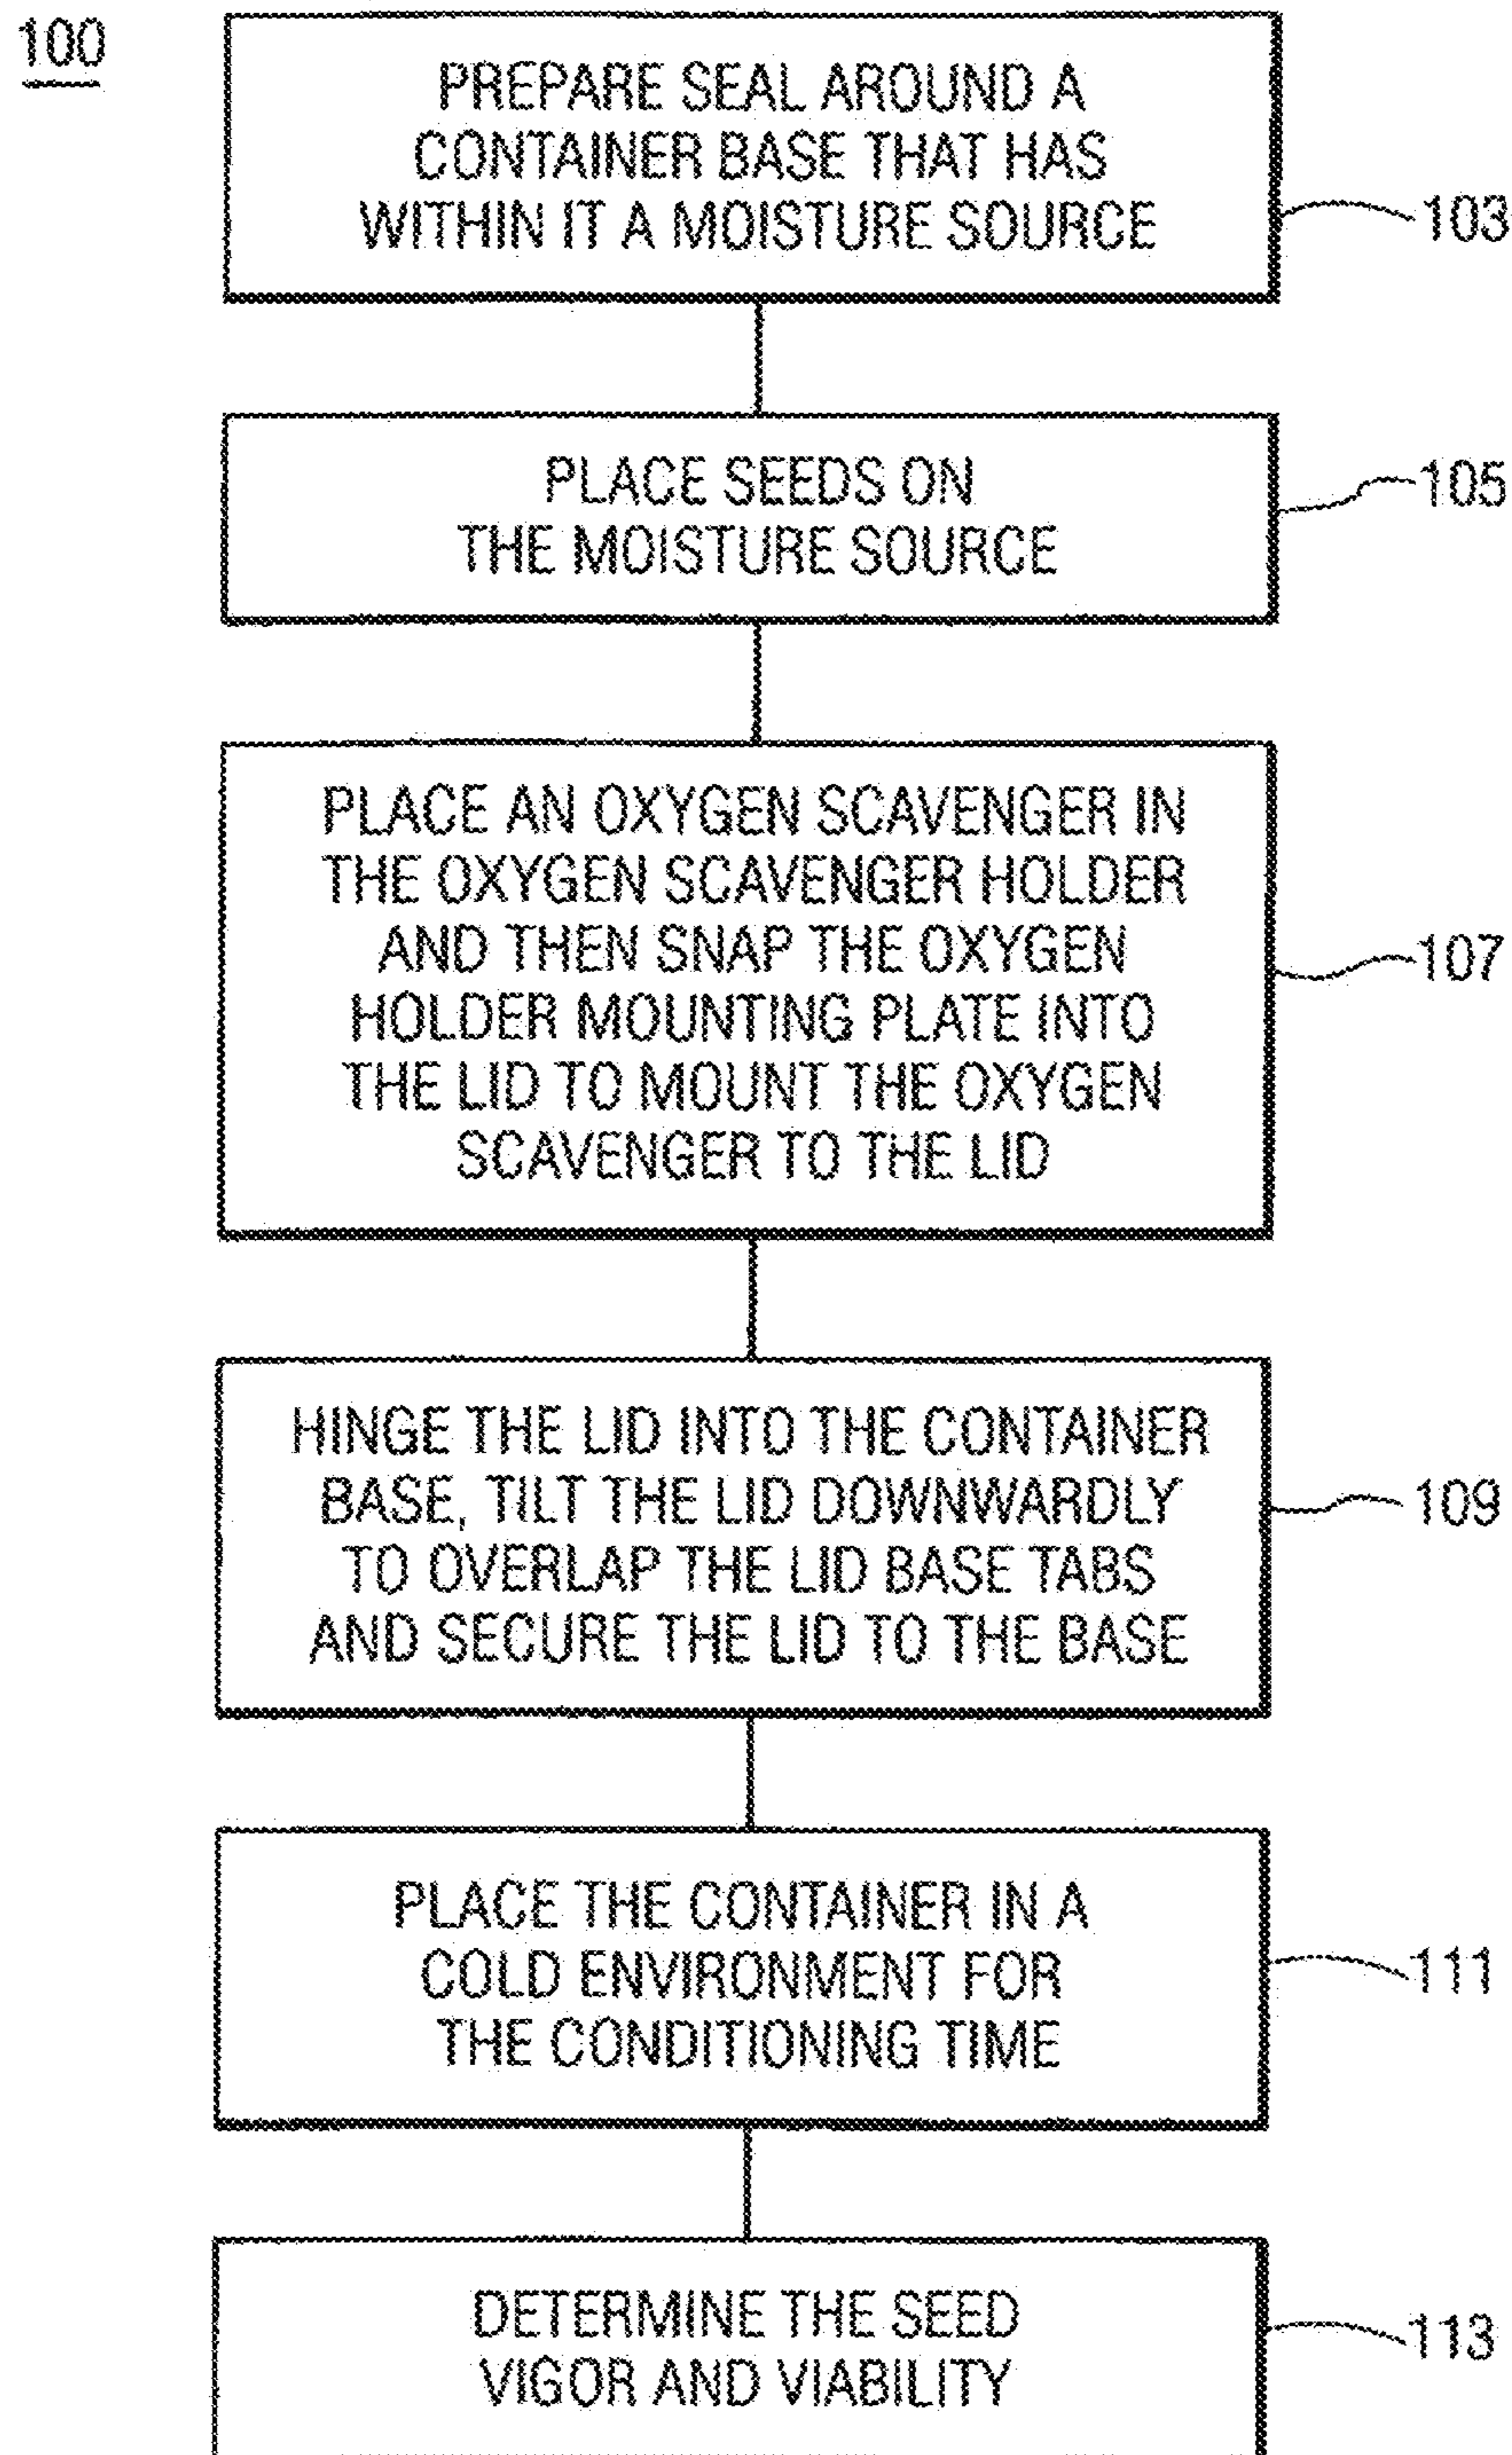 100
PREPARE SEAL AROUND A
CONTAINER BASE THAT HAS
WITHIN IT A MOISTURE SOURCE
103
PLACE SEEDS ON
THE MOISTURE SOURCE
105
PLACE AN OXYGEN SCAVENGER IN
THE OXYGEN SCAVENGER HOLDER
AND THEN SNAP THE OXYGEN
HOLDER MOUNTING PLATE INTO
THE LID TO MOUNT THE OXYGEN
SCAVENGER TO THE LID
107
HINGE THE LID INTO THE CONTAINER
BASE, TILT THE LID DOWNWARDLY
TO OVERLAP THE LID BASE TABS
AND SECURE THE LID TO THE BASE
109
PLACE THE CONTAINER IN A
COLD ENVIRONMENT FOR
THE CONDITIONING TIME
111
DETERMINE THE SEED
VIGOR AND VIABILITY
113